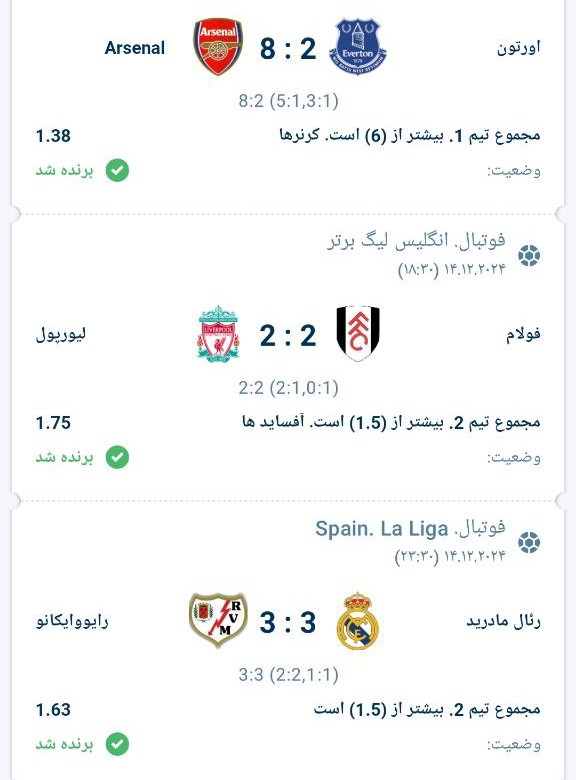 اورتون 8 : 2 Arsenal
8:2 (5:1,3:1)
مجموع تیم 1. بیشتر از (6) است. کرنرها 1.38
وضعیت: برنده شد
فوتبال. انگلیس لیگ برتر
۱۴.۱۲.۲۰۲۴ (۱۸:۳۰)
فولام 2 : 2 لیورپول
2:2 (2:1,0:1)
مجموع تیم 2. بیشتر از (1.5) است. آفساید ها 1.75
وضعیت: برنده شد
فوتبال. Spain. La Liga
۱۴.۱۲.۲۰۲۴ (۲۳:۳۰)
رئال مادرید 3 : 3 رایووایکانو
3:3 (2:2,1:1)
مجموع تیم 2. بیشتر از (1.5) است 1.63
وضعیت: برنده شد